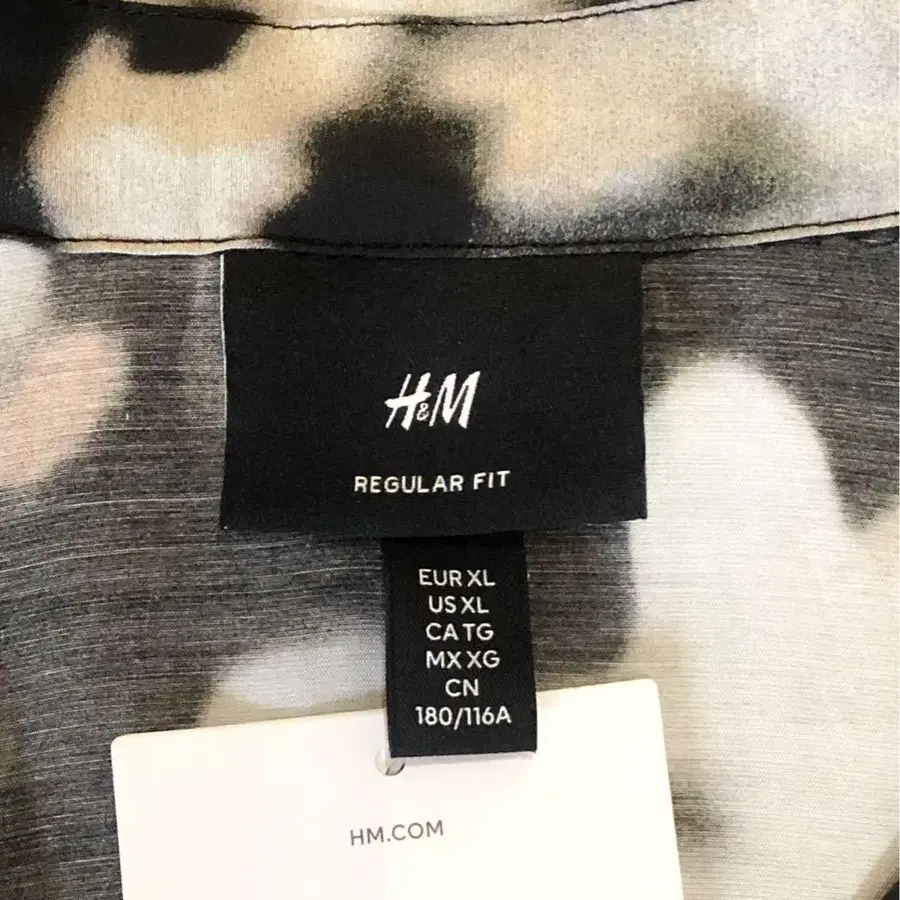 H&M
REGULAR FIT
EUR XL
US XL
CA TG
MX XG
CN
180/116A
HM.COM